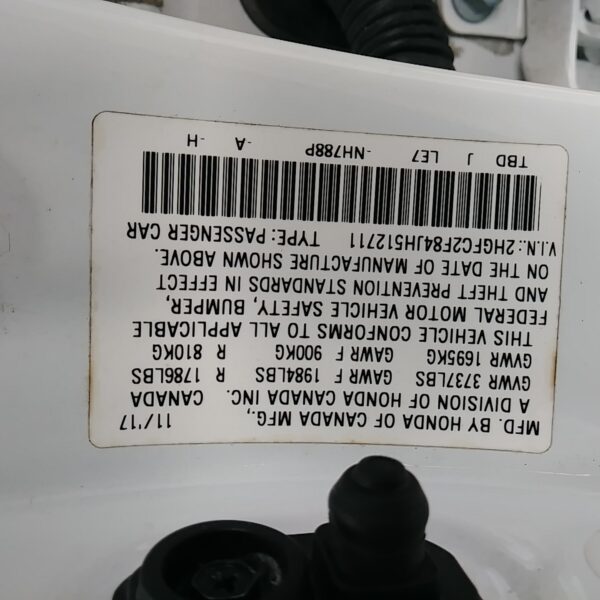 MFD. BY HONDA OF CANADA MFG., 11/'17
A DIVISION OF HONDA CANADA INC. CANADA
GVWR 3737LBS GAWR F 1984LBS R 1786LBS
GVWR 1695KG GAWR F 900KG R 810KG
THIS VEHICLE CONFORMS TO ALL APPLICABLE
FEDERAL MOTOR VEHICLE SAFETY, BUMPER,
AND THEFT PREVENTION STANDARDS IN EFFECT
ON THE DATE OF MANUFACTURE SHOWN ABOVE.
V.I.N.:2HGFC2F84JH512711 TYPE: PASSENGER CAR
TBD J LE7 -NH788P -A -H